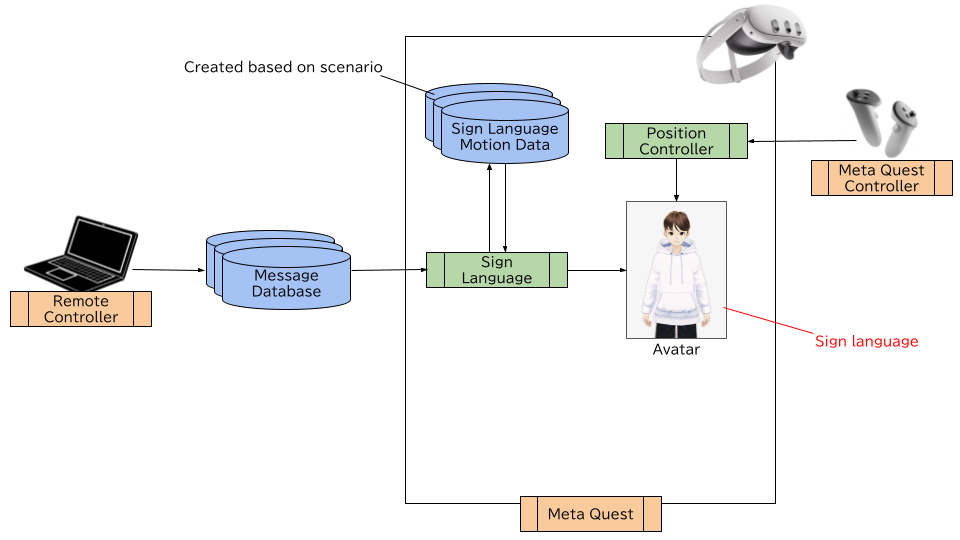 Created based on scenario
Sign Language
Motion Data
Position
Controller
Meta Quest
Controller
Message
Database
Sign
Language
Remote
Controller
Sign language
Avatar
Meta Quest